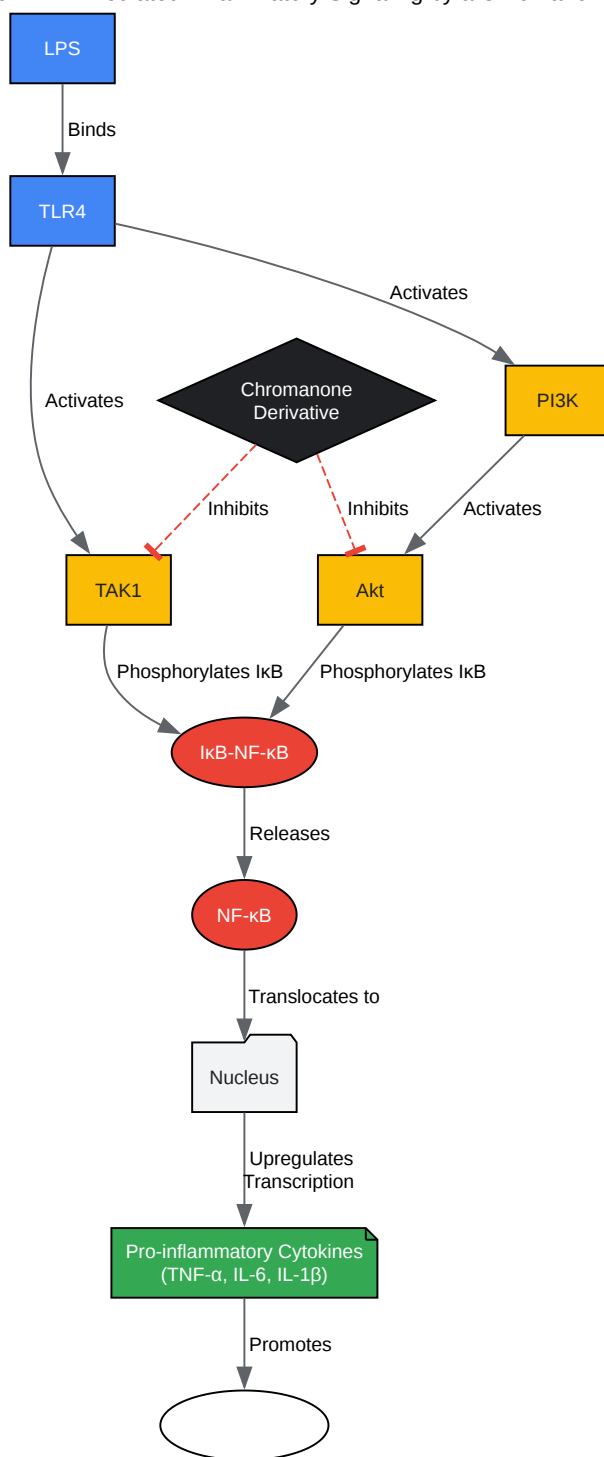 LPS
Binds
TLR4
Activates
Chromanone
Derivative
PI3K
Activates
Inhibits
Inhibits
Activates
TAK1
Akt
Phosphorylates IκB
Phosphorylates IκB
IκB-NF-κB
Releases
NF-κB
Translocates to
Nucleus
Upregulates
Transcription
Pro-inflammatory Cytokines
(TNF-α, IL-6, IL-1β)
Promotes